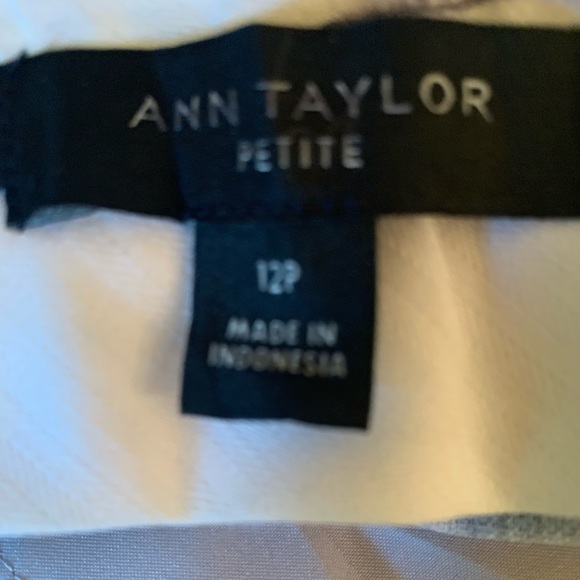 ANN TAYLOR
PETITE
12P
MADE IN
INDONESIA